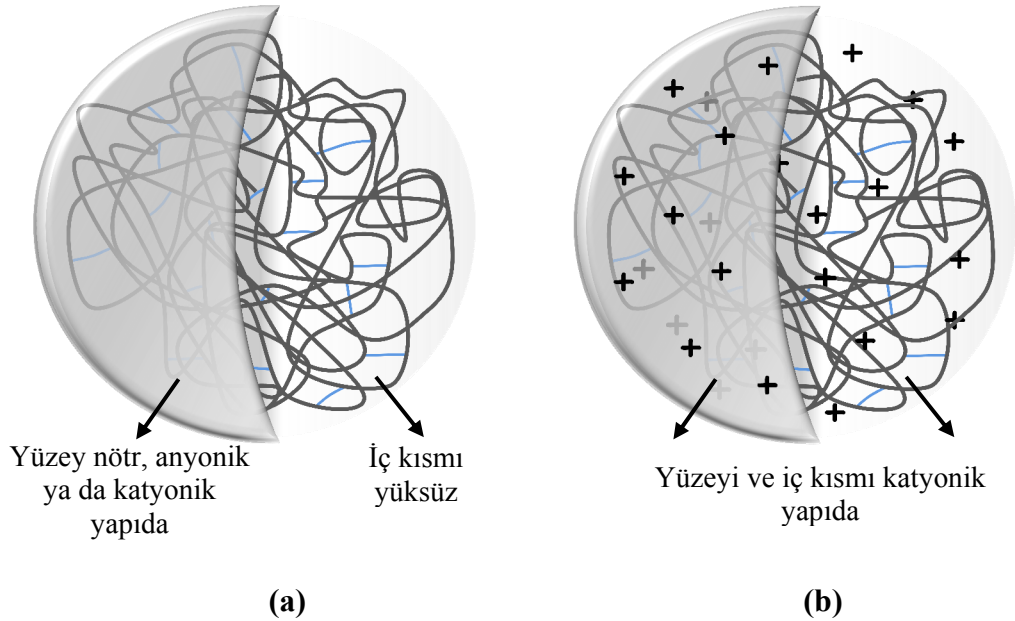 Yüzey nötr, anyonik
ya da katyonik
yapıda
İç kısmı
yüksüz
Yüzeyi ve iç kısmı katyonik
yapıda
(a)
(b)